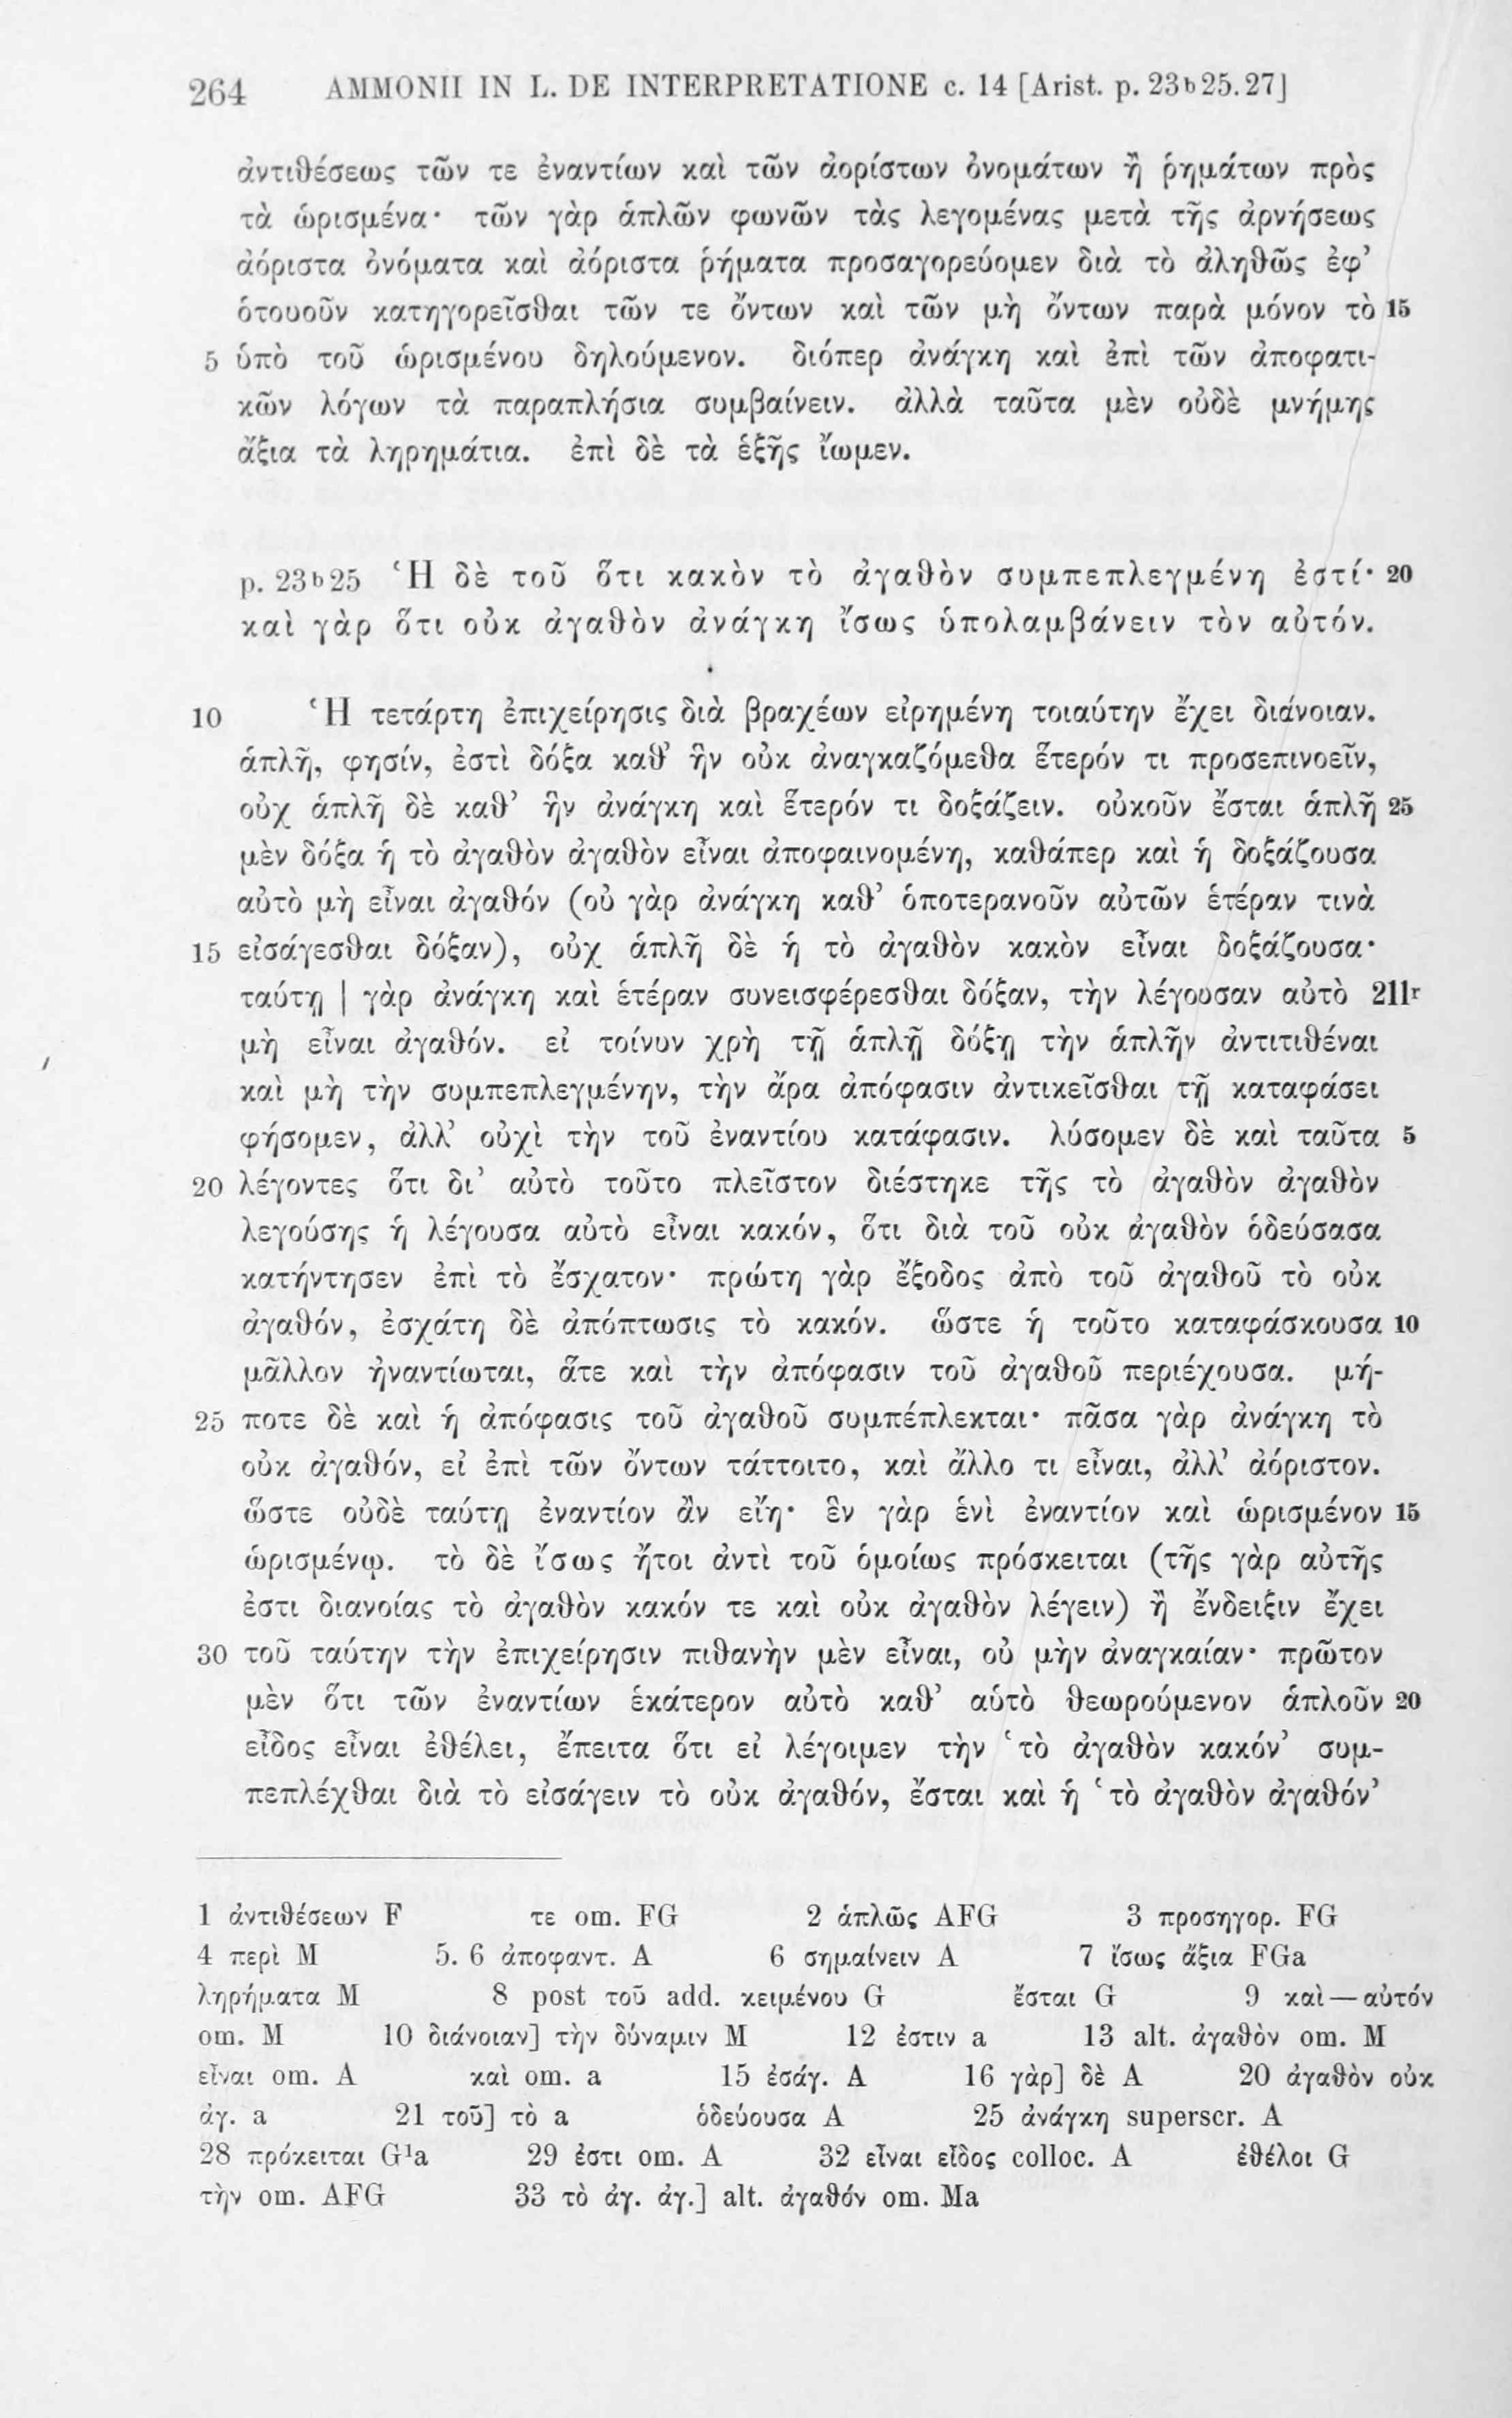 264 AMMONII IN L. DE INTERPRETATIONE c. 14 [Arist. p. 23b25.27]
ἀντιθέσεως τῶν τε ἐναντίων καὶ τῶν ἀορίστων ὀνομάτων ἢ ῥημάτων πρὸς
τὰ ὡρισμένα· τῶν γὰρ ἁπλῶν φωνῶν τὰς λεγομένας μετὰ τῆς ἀρνήσεως
ἀόριστα ὀνόματα καὶ ἀόριστα ῥήματα προσαγορεύομεν διὰ τὸ ἀληθῶς ἐφ’
ὁτουοῦν κατηγορεῖσθαι τῶν τε ὄντων καὶ τῶν μὴ ὄντων παρὰ μόνον τὸ 15
5 ὑπὸ τοῦ ὡρισμένου δηλούμενον. διόπερ ἀνάγκη καὶ ἐπὶ τῶν ἀποφατι-
κῶν λόγων τὰ παραπλήσια συμβαίνειν. ἀλλὰ ταῦτα μὲν οὐδὲ μνήμης
ἄξια τὰ ληρημάτια. ἐπὶ δὲ τὰ ἑξῆς ἴωμεν.
p. 23b25 Ἡ δὲ τοῦ ὅτι κακὸν τὸ ἀγαθὸν συμπεπλεγμένη ἐστί· 20
καὶ γὰρ ὅτι οὐκ ἀγαθὸν ἀνάγκη ἴσως ὑπολαμβάνειν τὸν αὐτόν.
10 Ἡ τετάρτη ἐπιχείρησις διὰ βραχέων εἰρημένη τοιαύτην ἔχει διάνοιαν.
ἁπλῆ, φησίν, ἐστὶ δόξα καθ’ ἣν οὐκ ἀναγκαζόμεθα ἕτερόν τι προσεπινοεῖν,
οὐχ ἁπλῆ δὲ καθ’ ἣν ἀνάγκη καὶ ἕτερόν τι δοξάζειν. οὐκοῦν ἔσται ἁπλῆ 25
μὲν δόξα ἡ τὸ ἀγαθὸν ἀγαθὸν εἶναι ἀποφαινομένη, καθάπερ καὶ ἡ δοξάζουσα
αὐτὸ μὴ εἶναι ἀγαθόν (οὐ γὰρ ἀνάγκη καθ’ ὁποτερανοῦν αὐτῶν ἑτέραν τινὰ
15 εἰσάγεσθαι δόξαν), οὐχ ἁπλῆ δὲ ἡ τὸ ἀγαθὸν κακὸν εἶναι δοξάζουσα·
ταύτῃ | γὰρ ἀνάγκη καὶ ἑτέραν συνεισφέρεσθαι δόξαν, τὴν λέγουσαν αὐτὸ 211r
μὴ εἶναι ἀγαθόν. εἰ τοίνυν χρὴ τῇ ἁπλῇ δόξῃ τὴν ἁπλῆν ἀντιτιθέναι
καὶ μὴ τὴν συμπεπλεγμένην, τὴν ἄρα ἀπόφασιν ἀντικεῖσθαι τῇ καταφάσει
φήσομεν, ἀλλ’ οὐχὶ τὴν τοῦ ἐναντίου κατάφασιν. λύσομεν δὲ καὶ ταῦτα 5
20 λέγοντες ὅτι δι’ αὐτὸ τοῦτο πλεῖστον διέστηκε τῆς τὸ ἀγαθὸν ἀγαθὸν
λεγούσης ἡ λέγουσα αὐτὸ εἶναι κακόν, ὅτι διὰ τοῦ οὐκ ἀγαθὸν ὁδεύσασα
κατήντησεν ἐπὶ τὸ ἔσχατον· πρώτη γὰρ ἔξοδος ἀπὸ τοῦ ἀγαθοῦ τὸ οὐκ
ἀγαθόν, ἐσχάτη δὲ ἀπόπτωσις τὸ κακόν. ὥστε ἡ τοῦτο καταφάσκουσα 10
μᾶλλον ἠναντίωται, ἅτε καὶ τὴν ἀπόφασιν τοῦ ἀγαθοῦ περιέχουσα. μή-
25 ποτε δὲ καὶ ἡ ἀπόφασις τοῦ ἀγαθοῦ συμπέπλεκται· πᾶσα γὰρ ἀνάγκη τὸ
οὐκ ἀγαθόν, εἰ ἐπὶ τῶν ὄντων τάττοιτο, καὶ ἄλλο τι εἶναι, ἀλλ’ ἀόριστον.
ὥστε οὐδὲ ταύτῃ ἐναντίον ἂν εἴη· ἓν γὰρ ἑνὶ ἐναντίον καὶ ὡρισμένον 15
ὡρισμένῳ. τὸ δὲ ἴσως ἤτοι ἀντὶ τοῦ ὁμοίως πρόσκειται (τῆς γὰρ αὐτῆς
ἐστι διανοίας τὸ ἀγαθὸν κακόν τε καὶ οὐκ ἀγαθὸν λέγειν) ἢ ἔνδειξιν ἔχει
30 τοῦ ταύτην τὴν ἐπιχείρησιν πιθανὴν μὲν εἶναι, οὐ μὴν ἀναγκαίαν· πρῶτον
μὲν ὅτι τῶν ἐναντίων ἑκάτερον αὐτὸ καθ’ αὑτὸ θεωρούμενον ἁπλοῦν 20
εἶδος εἶναι ἐθέλει, ἔπειτα ὅτι εἰ λέγοιμεν τὴν ‘τὸ ἀγαθὸν κακόν’ συμ-
πεπλέχθαι διὰ τὸ εἰσάγειν τὸ οὐκ ἀγαθόν, ἔσται καὶ ἡ ‘τὸ ἀγαθὸν ἀγαθόν’
1 ἀντιθέσεων F τε om. FG 2 ἁπλῶς AFG 3 προσηγορ. FG
4 περὶ M 5. 6 ἀποφαντ. A 6 σημαίνειν A 7 ἴσως ἄξια FGa
ληρήματα M 8 post τοῦ add. κειμένου G ἔσται G 9 καὶ — αὐτόν
om. M 10 διάνοιαν] τὴν δύναμιν M 12 ἐστιν a 13 alt. ἀγαθὸν om. M
εἶναι om. A καὶ om. a 15 ἐσάγ. A 16 γὰρ] δὲ A 20 ἀγαθὸν οὐκ
ἀγ. a 21 τοῦ] τὸ a ὁδεύουσα A 25 ἀνάγκη superscr. A
28 πρόκειται G¹a 29 ἐστι om. A 32 εἶναι εἶδος colloc. A ἐθέλοι G
τὴν om. AFG 33 τὸ ἀγ. ἀγ.] alt. ἀγαθόν om. Ma